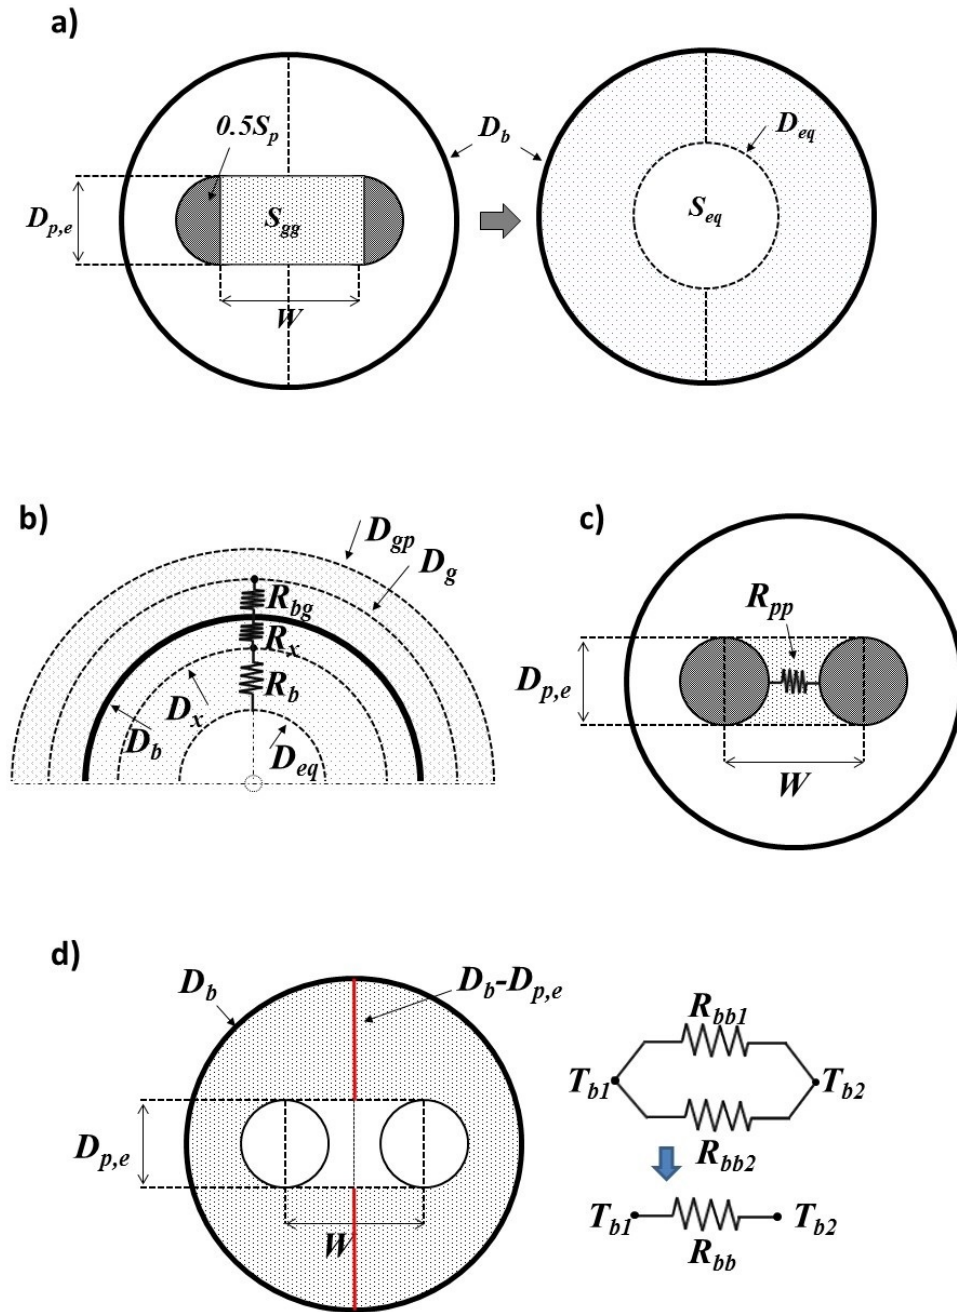 a)
0.5S_p
D_b
D_eq
D_p,e
S_gg
S_eq
W
b)
c)
D_gp
D_g
R_bg
R_x
R_b
D_x
D_b
D_eq
R_pp
D_p,e
W
d)
D_b
D_b-D_p,e
R_bb1
T_b1
T_b2
D_p,e
R_bb2
W
T_b1
T_b2
R_bb